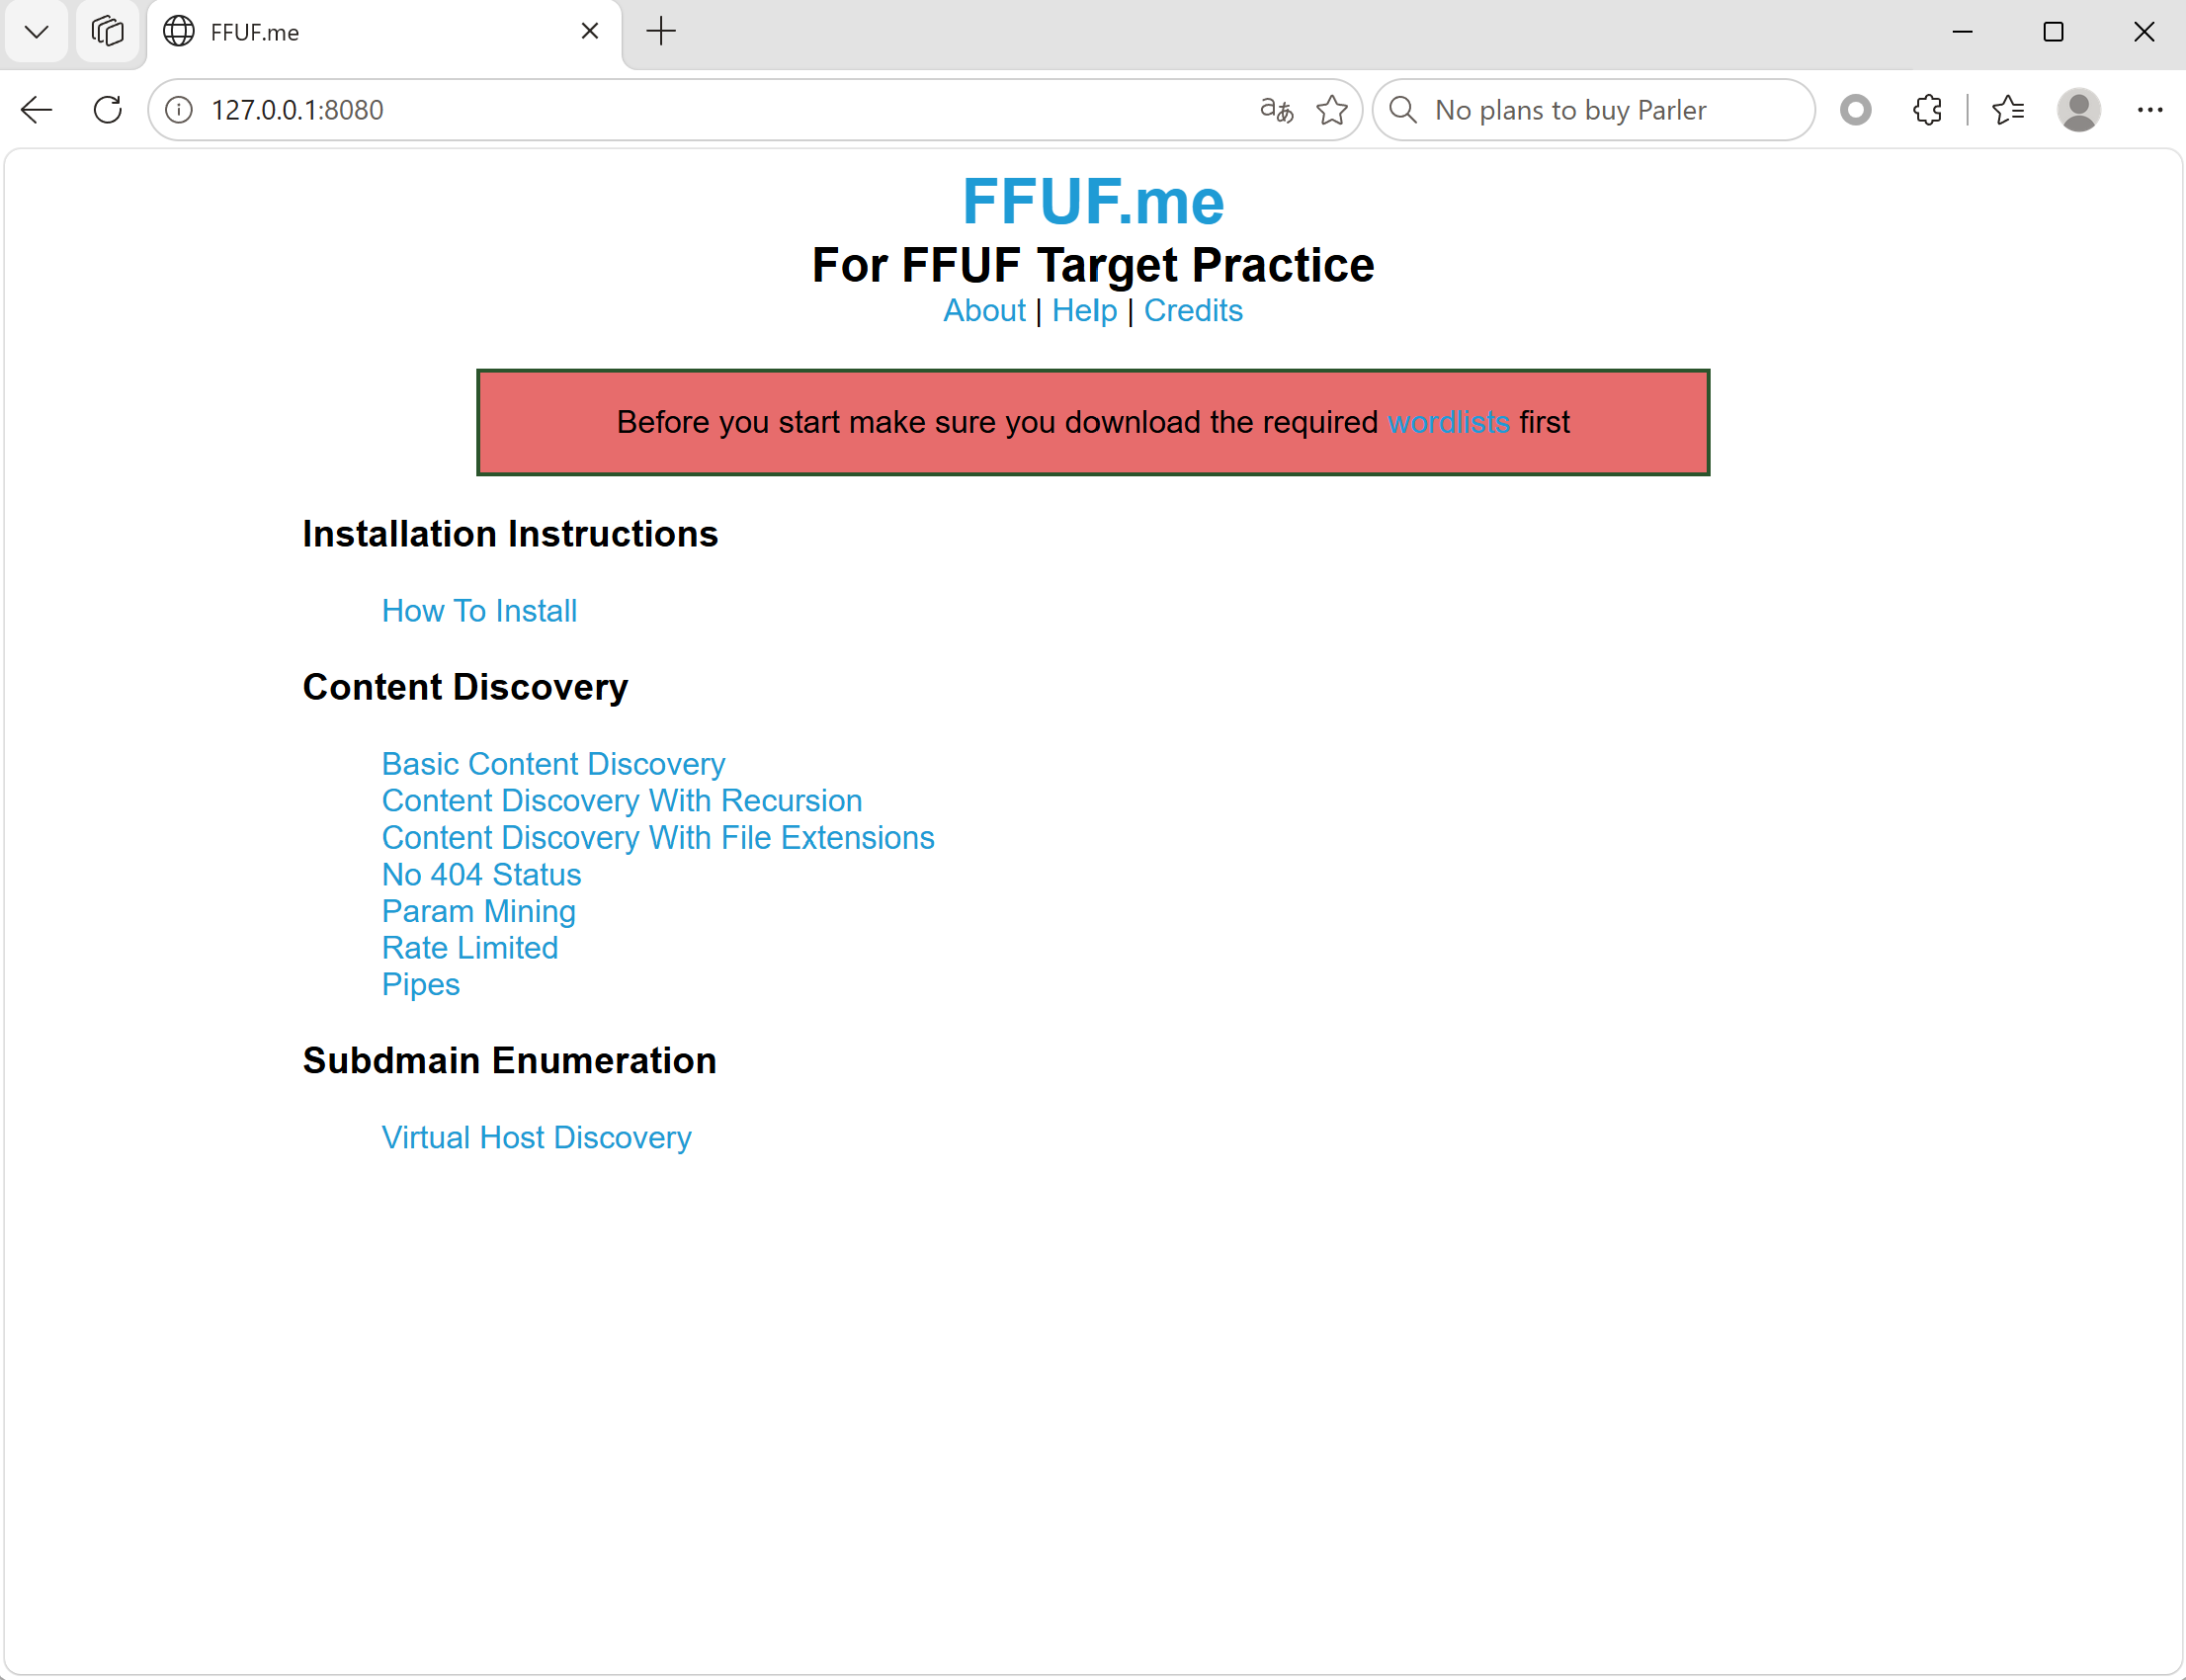 FFUF.me
127.0.0.1:8080
No plans to buy Parler
FFUF.me
For FFUF Target Practice
About | Help | Credits
Before you start make sure you download the required wordlists first
Installation Instructions
How To Install
Content Discovery
Basic Content Discovery
Content Discovery With Recursion
Content Discovery With File Extensions
No 404 Status
Param Mining
Rate Limited
Pipes
Subdmain Enumeration
Virtual Host Discovery